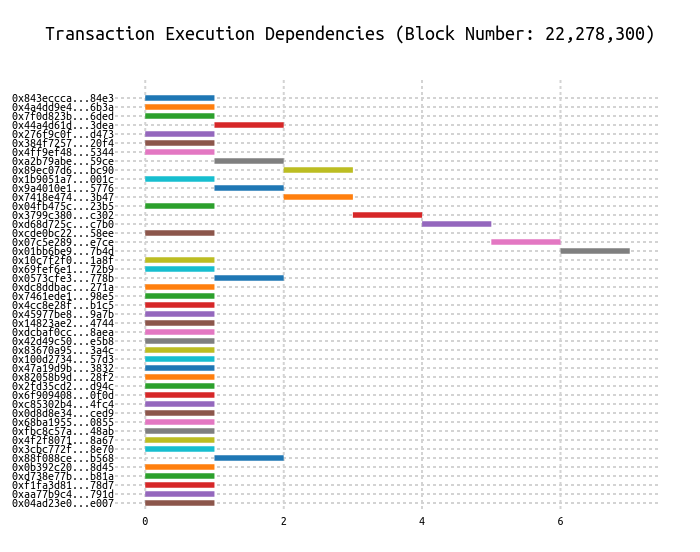 Transaction Execution Dependencies (Block Number: 22,278,300)
0x843eccca...84e3
0x4a4dd9e4...6b3a
0x7f0d823b...6ded
0x44a4d61d...3dea
0x276f9c0f...d473
0x384f7257...20f4
0x4ff9ef48...5344
0xa2b79abe...59ce
0x89ec07d6...bc90
0x1b9051a7...001c
0x9a4010e1...5776
0x7418e474...3b47
0x04fb475c...23b5
0x3799c380...c302
0xd68d725c...c7b0
0xcde0bc22...58ee
0x07c5e289...e7ce
0x01bb6be9...7b4d
0x10c7f2f0...1a8f
0x69fef6e1...72b9
0x0573cfe3...778b
0xdc8ddbac...271a
0x7461ede1...98e5
0x4cc8e28f...b1c5
0x45977be8...9a7b
0x14823ae2...4744
0xdcbaf0cc...8aea
0x42d49c50...e5b8
0x83670a95...3a4c
0x100d2734...57d3
0x47a19d9b...3832
0x82058b9d...28f2
0x2fd35cd2...d94c
0x6f909408...0f0d
0xc85302b4...4fc4
0x0d8d8e34...ced9
0x68ba1955...0855
0xfbc8c57a...48ab
0x4f2f8071...8a67
0x3cbc772f...8e70
0x88f088ce...b568
0x0b392c20...8d45
0xd738e77b...b81a
0xf1fa3d81...78d7
0xaa77b9c4...791d
0x04ad23e0...e007
0 2 4 6